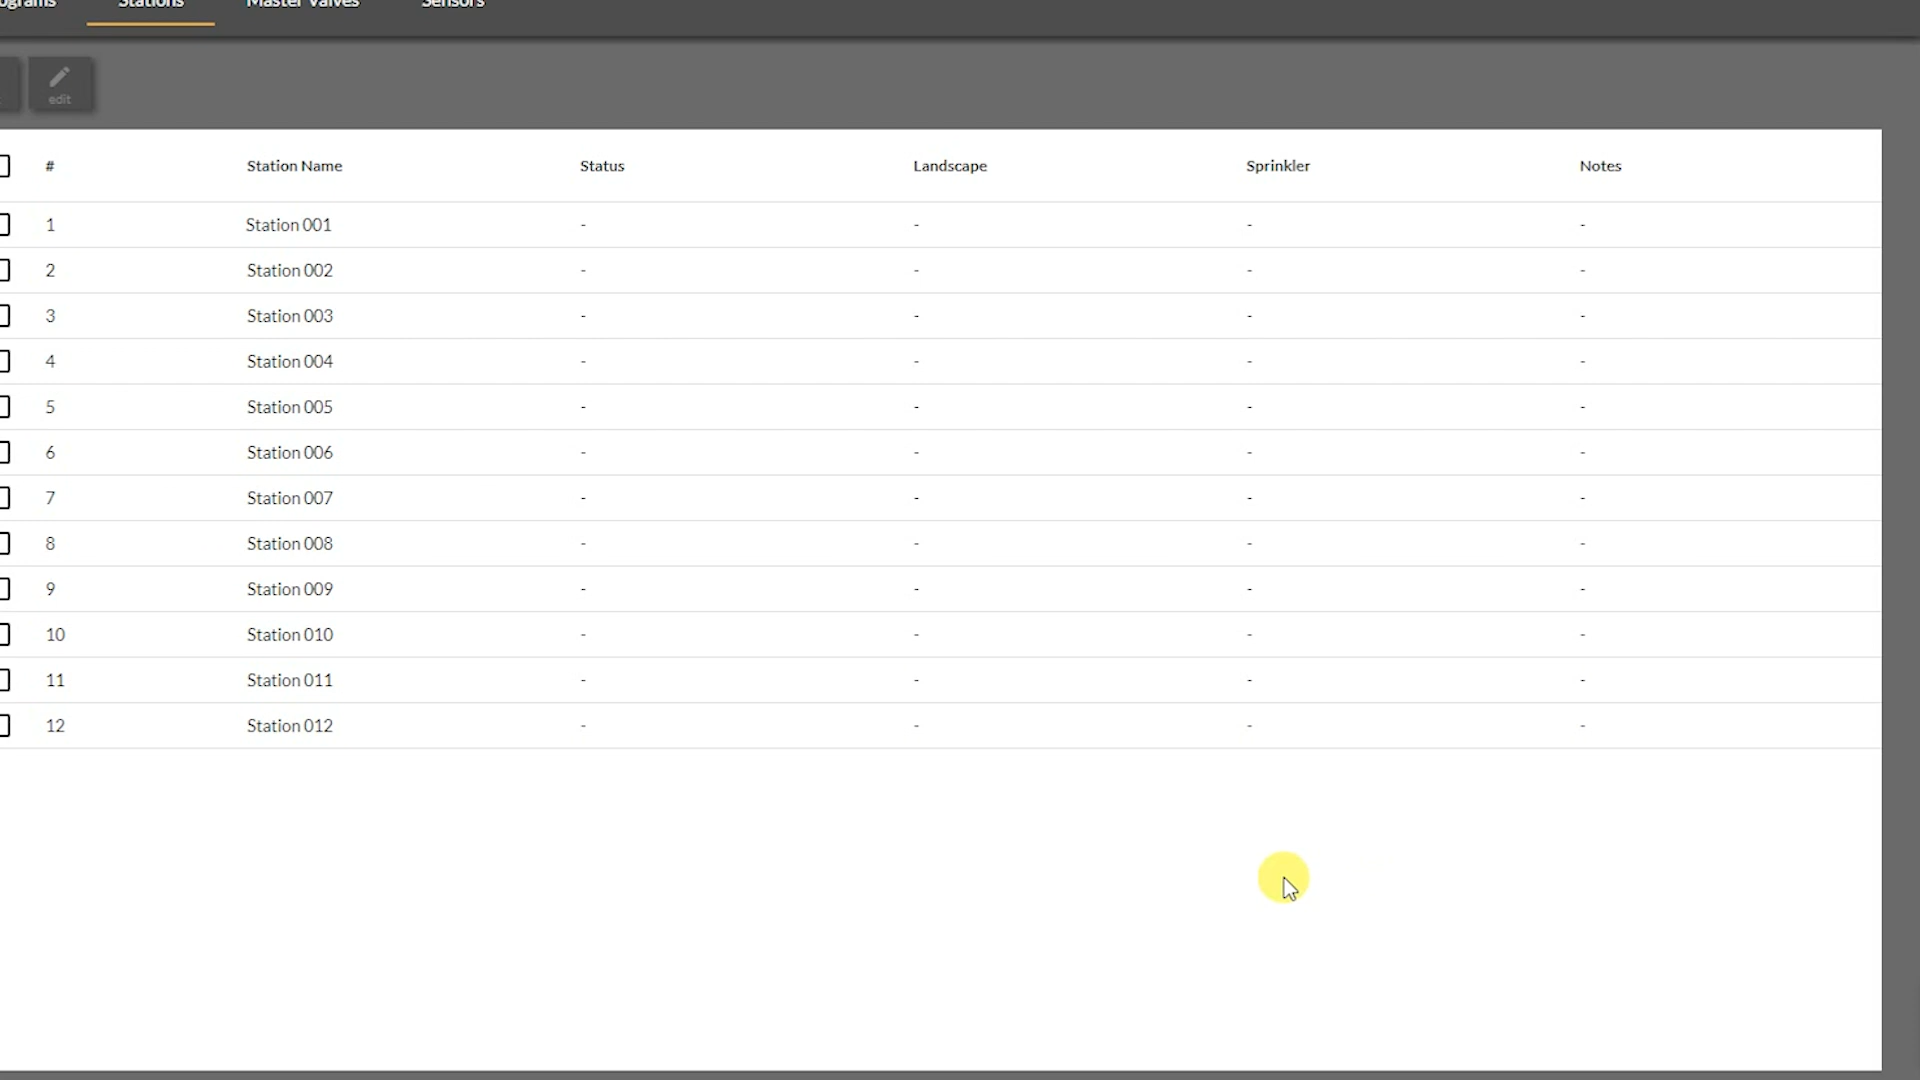 ograms Stations Master Valves Sensors
edit
# Station Name Status Landscape Sprinkler Notes
1 Station 001 - - - -
2 Station 002 - - - -
3 Station 003 - - - -
4 Station 004 - - - -
5 Station 005 - - - -
6 Station 006 - - - -
7 Station 007 - - - -
8 Station 008 - - - -
9 Station 009 - - - -
10 Station 010 - - - -
11 Station 011 - - - -
12 Station 012 - - - -